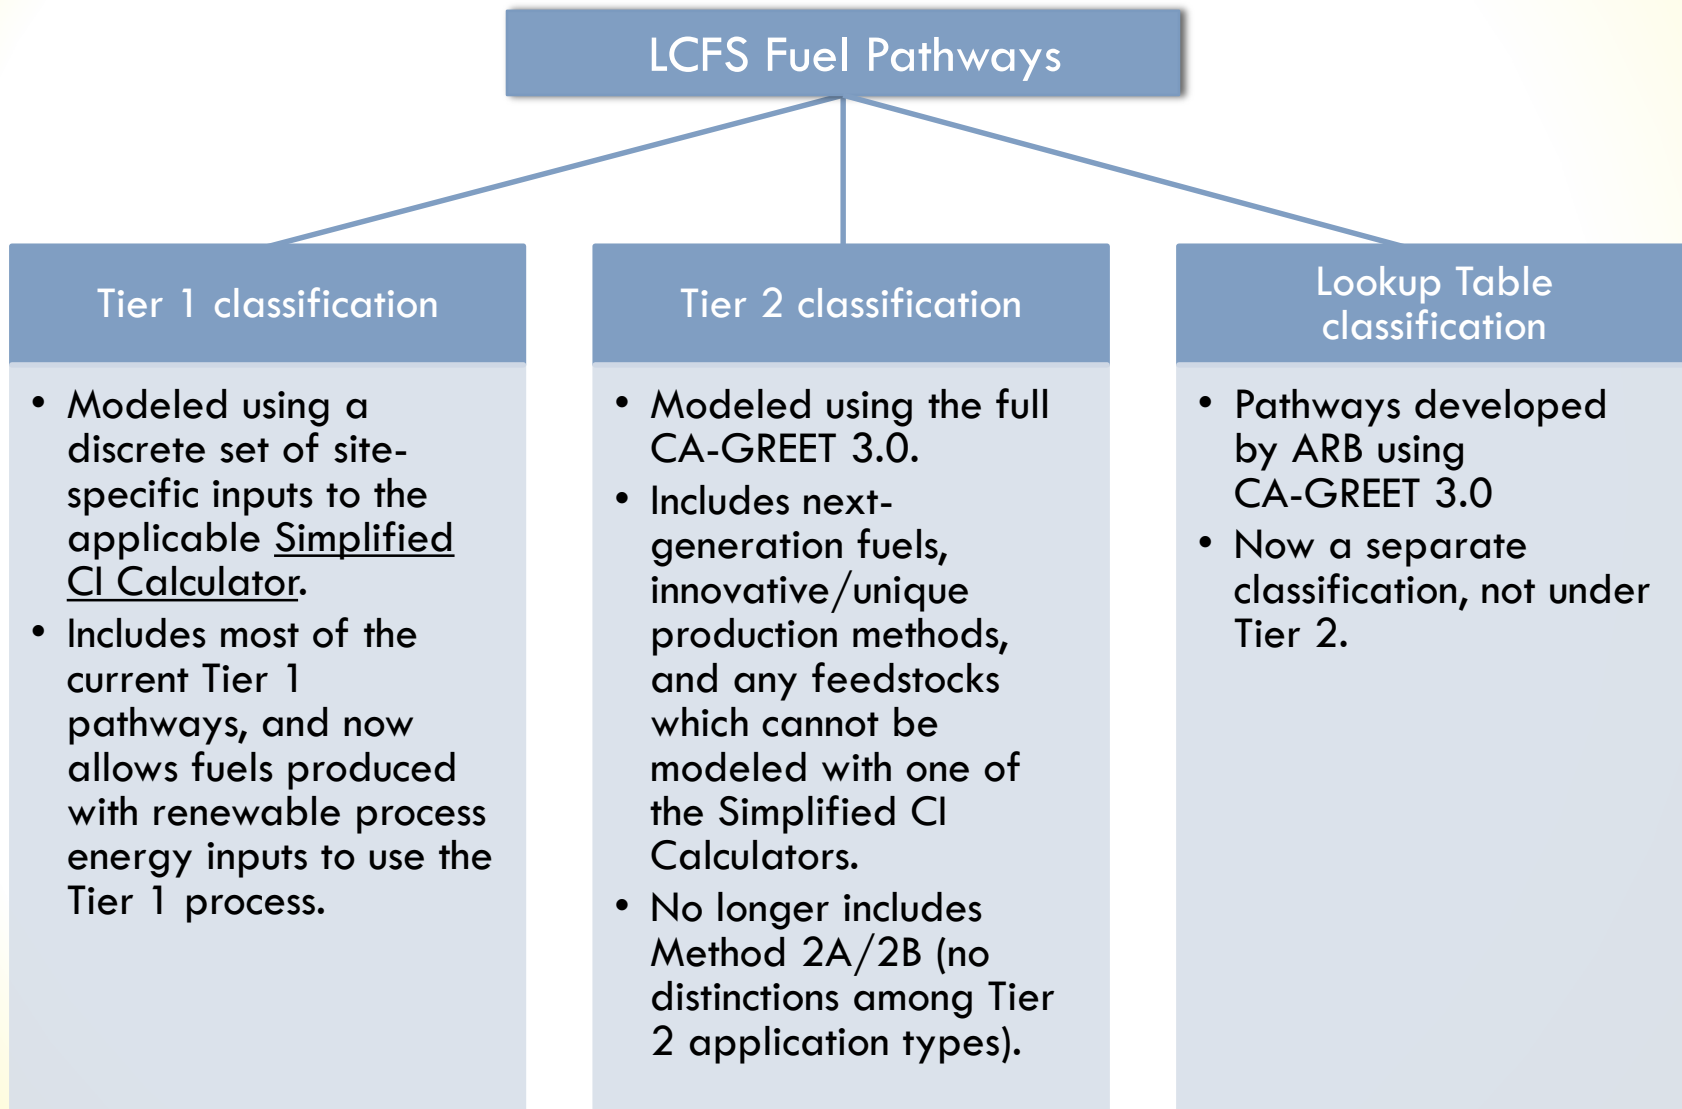 LCFS Fuel Pathways
Tier 1 classification
• Modeled using a
discrete set of site-
specific inputs to the
applicable Simplified
CI Calculator.
• Includes most of the
current Tier 1
pathways, and now
allows fuels produced
with renewable process
energy inputs to use the
Tier 1 process.
Tier 2 classification
• Modeled using the full
CA-GREET 3.0.
• Includes next-
generation fuels,
innovative/unique
production methods,
and any feedstocks
which cannot be
modeled with one of
the Simplified CI
Calculators.
• No longer includes
Method 2A/2B (no
distinctions among Tier
2 application types).
Lookup Table
classification
• Pathways developed
by ARB using
CA-GREET 3.0
• Now a separate
classification, not under
Tier 2.